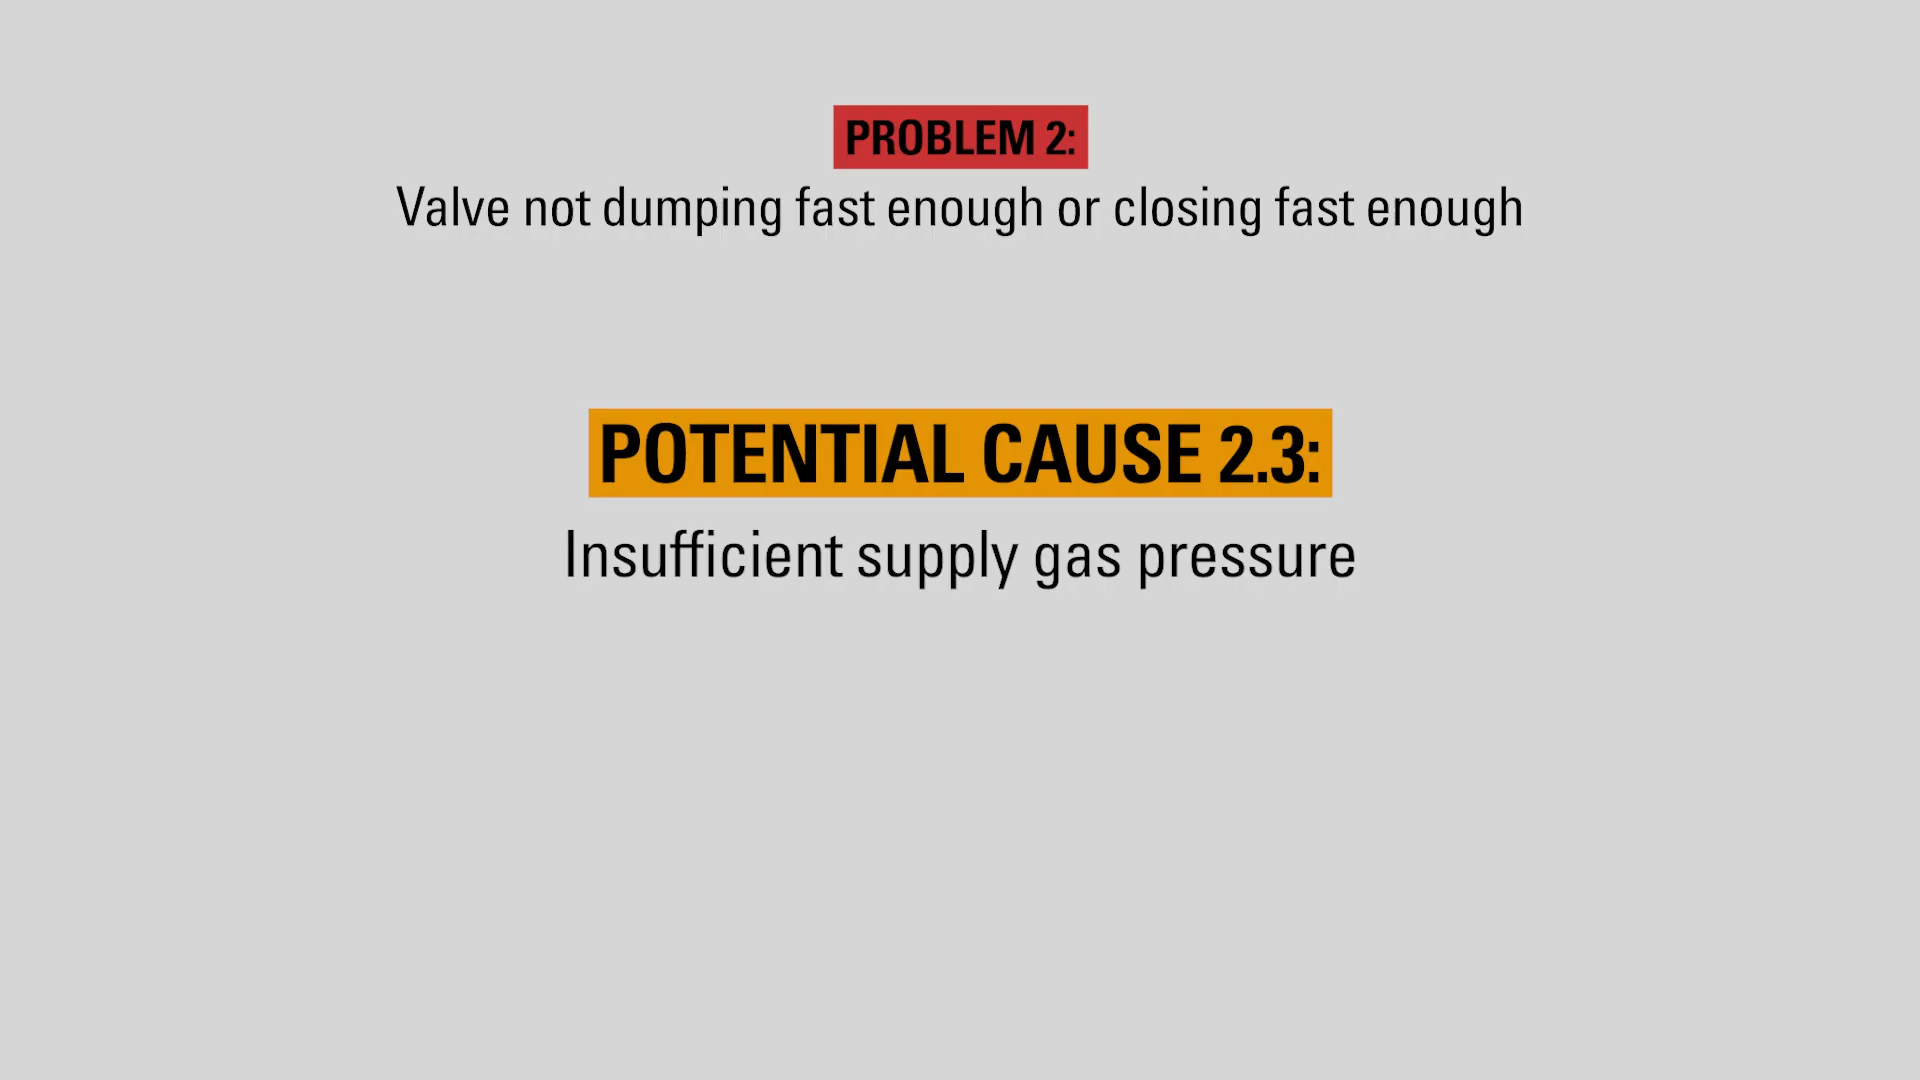 PROBLEM 2:
Valve not dumping fast enough or closing fast enough
POTENTIAL CAUSE 2.3:
Insufficient supply gas pressure